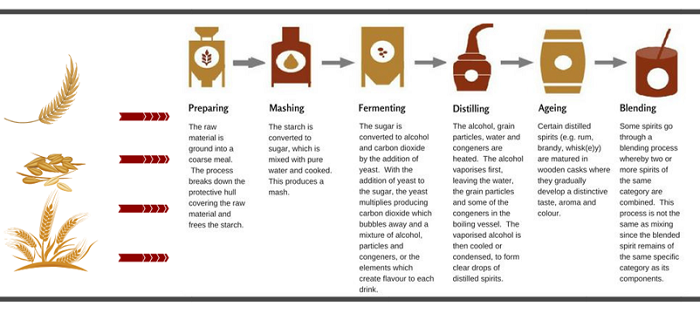 Preparing
The raw
material is
ground into a
coarse meal.
The process
breaks down the
protective hull
covering the raw
material and
frees the starch.
Mashing
The starch is
converted to
sugar, which is
mixed with pure
water and cooked.
This produces a
mash.
Fermenting
The sugar is
converted to alcohol
and carbon dioxide
by the addition of
yeast. With the
addition of yeast to
the sugar, the yeast
multiplies producing
carbon dioxide which
bubbles away and a
mixture of alcohol,
particles and
congeners, or the
elements which
create flavour to each
drink.
Distilling
The alcohol, grain
particles, water and
congeners are
heated. The alcohol
vaporises first,
leaving the water,
the grain particles
and some of the
congeners in the
boiling vessel. The
vaporised alcohol is
then cooled or
condensed, to form
clear drops of
distilled spirits.
Ageing
Certain distilled
spirits (e.g. rum,
brandy, whisk(e)y)
are matured in
wooden casks where
they gradually
develop a distinctive
taste, aroma and
colour.
Blending
Some spirits go
through a
blending process
whereby two or
more spirits of
the same
category are
combined. This
process is not the
same as mixing
since the blended
spirit remains of
the same specific
category as its
components.